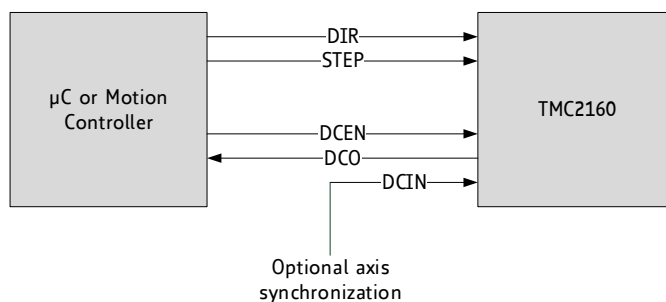 DIR
STEP
µC or Motion
Controller
TMC2160
DCEN
DCO
DCIN
Optional axis
synchronization